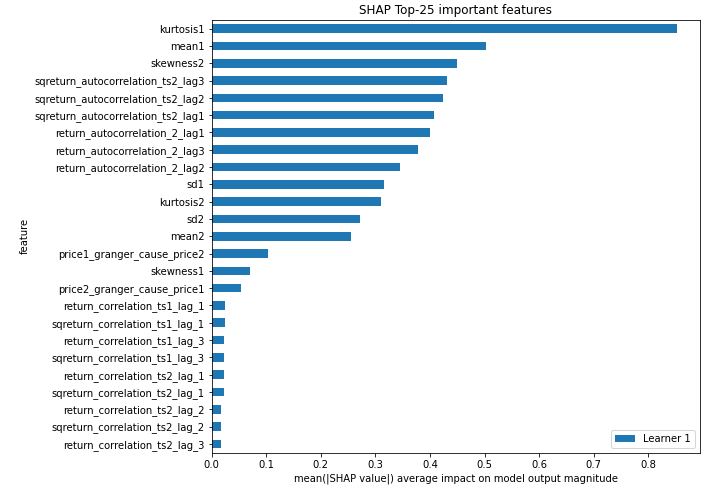 SHAP Top-25 important features
kurtosis1
mean1
skewness2
sqreturn_autocorrelation_ts2_lag3
sqreturn_autocorrelation_ts2_lag2
sqreturn_autocorrelation_ts2_lag1
return_autocorrelation_2_lag1
return_autocorrelation_2_lag3
return_autocorrelation_2_lag2
sd1
kurtosis2
sd2
mean2
price1_granger_cause_price2
skewness1
price2_granger_cause_price1
return_correlation_ts1_lag_1
sqreturn_correlation_ts1_lag_1
return_correlation_ts1_lag_3
sqreturn_correlation_ts1_lag_3
return_correlation_ts2_lag_1
sqreturn_correlation_ts2_lag_1
return_correlation_ts2_lag_2
sqreturn_correlation_ts2_lag_2
return_correlation_ts2_lag_3
feature
Learner 1
0.0 0.1 0.2 0.3 0.4 0.5 0.6 0.7 0.8
mean(|SHAP value|) average impact on model output magnitude